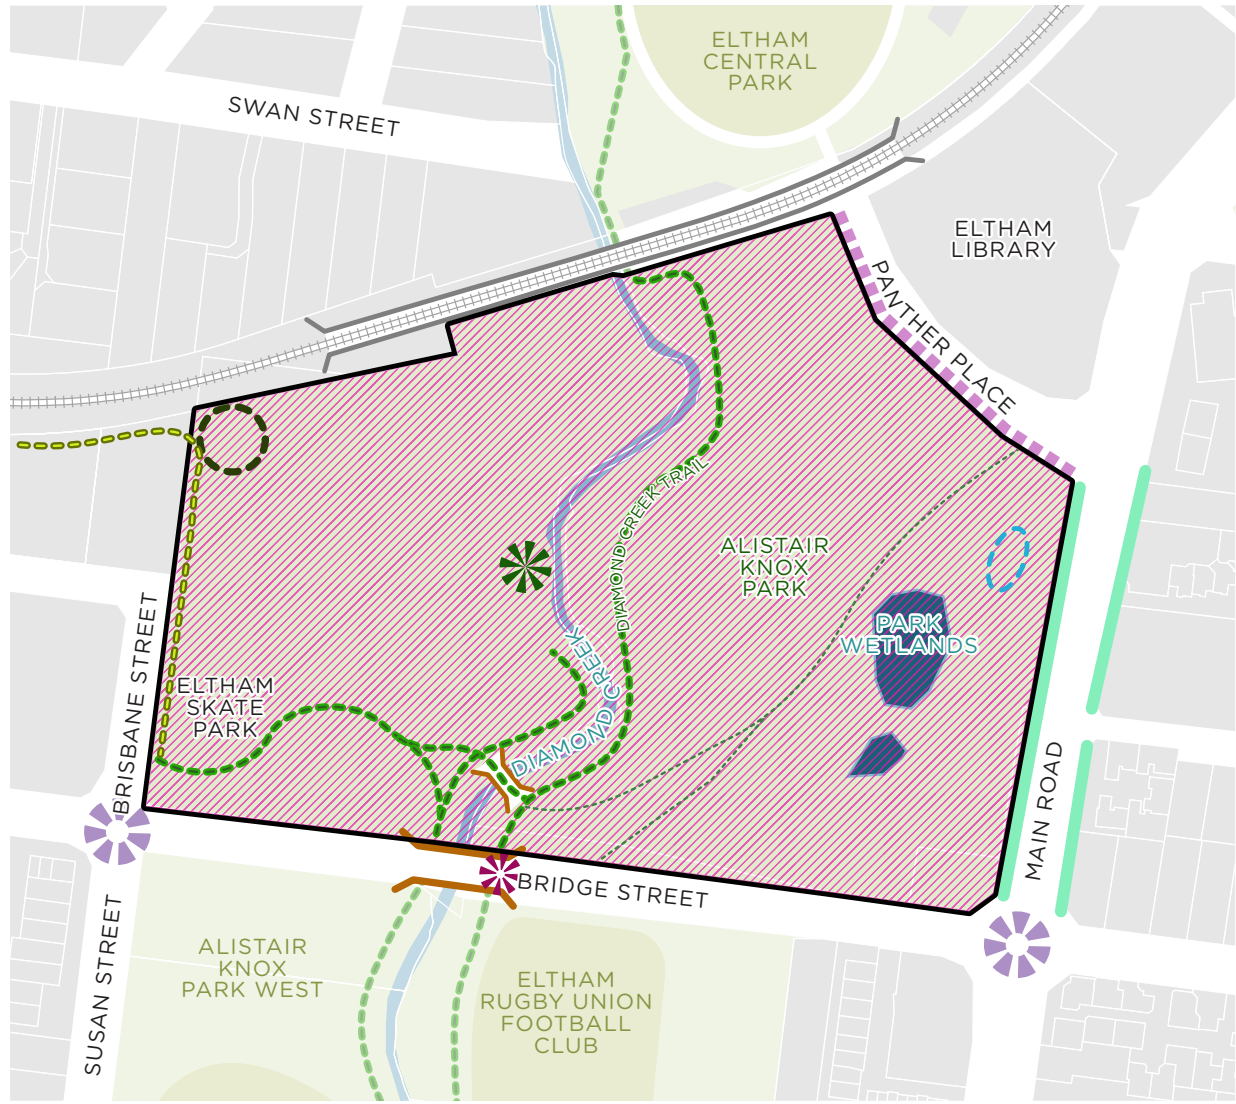 ELTHAM
CENTRAL
PARK
SWAN STREET
ELTHAM
LIBRARY
PANTHER PLACE
DIAMOND CREEK TRAIL
ALISTAIR
KNOX
PARK
PARK
WETLANDS
BRISBANE STREET
ELTHAM
SKATE
PARK
DIAMOND CREEK
MAIN ROAD
BRIDGE STREET
SUSAN STREET
ALISTAIR
KNOX
PARK WEST
ELTHAM
RUGBY UNION
FOOTBALL
CLUB